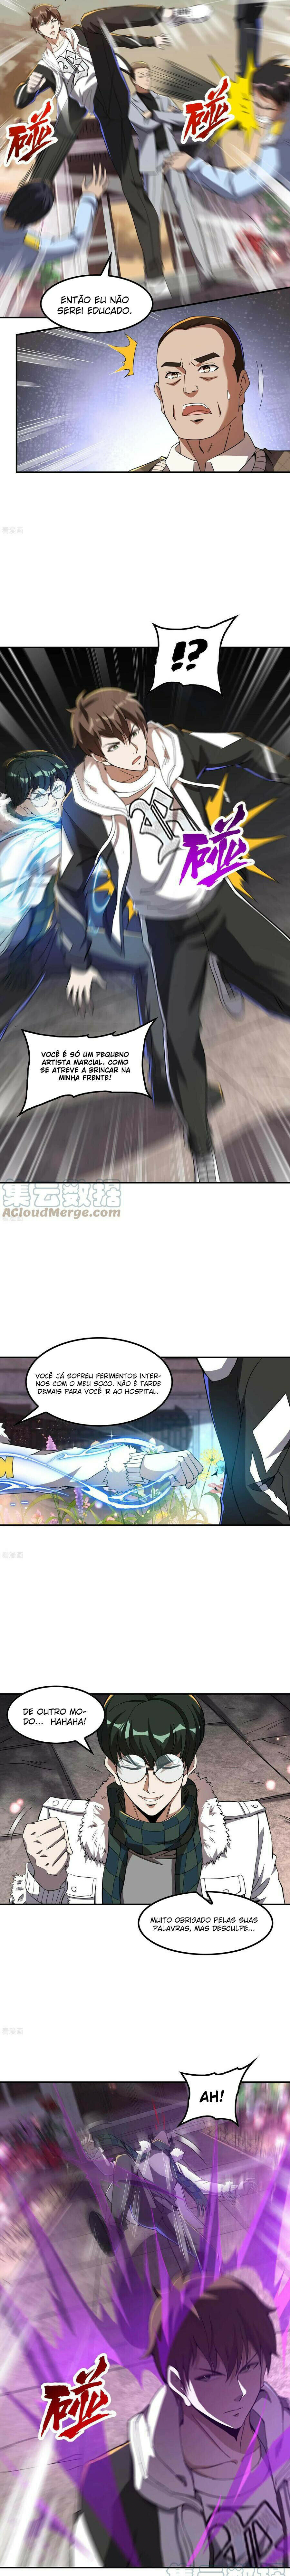 碰
碰
ENTÃO EU NÃO
SEREI EDUCADO.
!?
碰
VOCÊ É SÓ UM PEQUENO
ARTISTA MARCIAL. COMO
SE ATREVE A BRINCAR NA
MINHA FRENTE!
集云数据
ACloudMerge.com
VOCÊ JÁ SOFREU FERIMENTOS INTER-
NOS COM O MEU SOCO. NÃO É TARDE
DEMAIS PARA VOCÊ IR AO HOSPITAL.
DE OUTRO MO-
DO... HAHAHA!
MUITO OBRIGADO PELAS SUAS
PALAVRAS, MAS DESCULPE...
AH!
碰